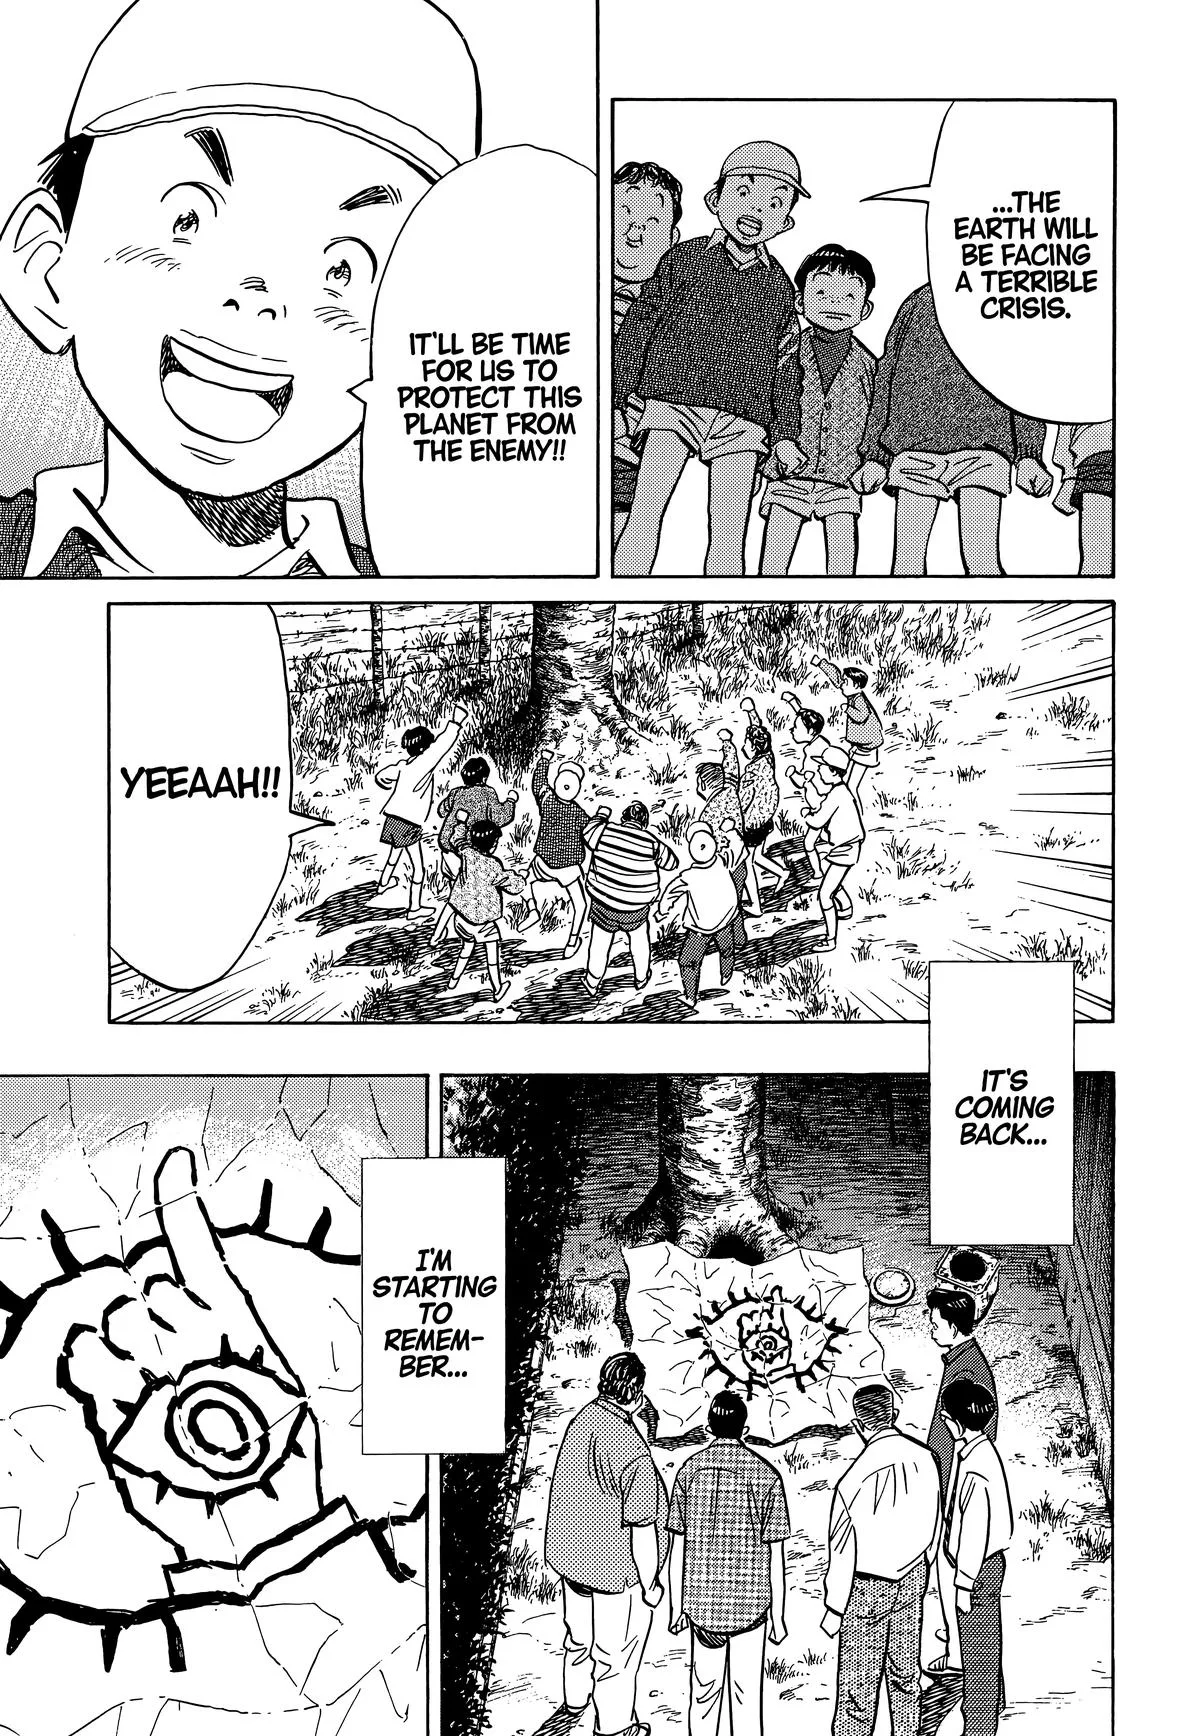 ...THE
EARTH WILL
BE FACING
A TERRIBLE
CRISIS.
IT'LL BE TIME
FOR US TO
PROTECT THIS
PLANET FROM
THE ENEMY!!
YEEAAH!!
IT'S
COMING
BACK...
I'M
STARTING
TO
REMEM-
BER...